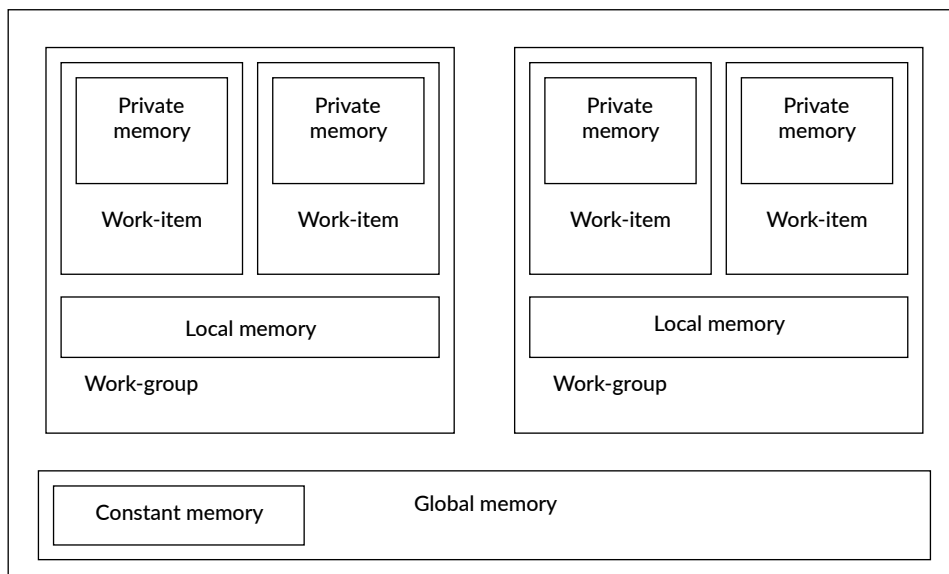 Private
memory
Work-item
Private
memory
Work-item
Local memory
Work-group
Private
memory
Work-item
Private
memory
Work-item
Local memory
Work-group
Constant memory
Global memory